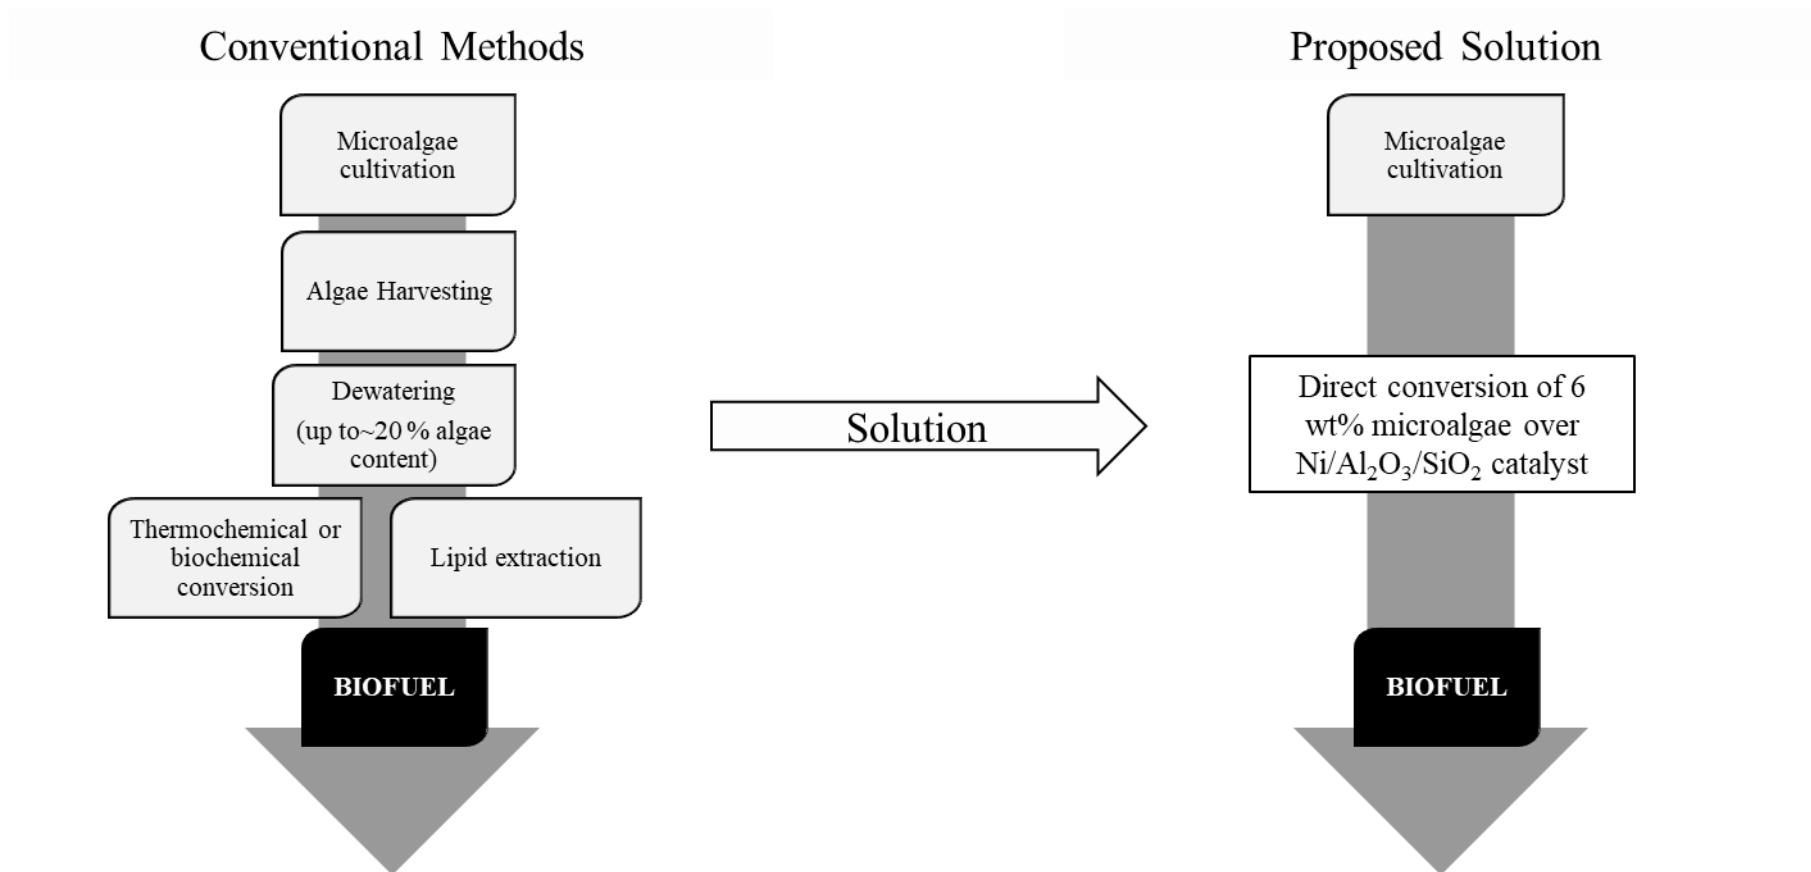 Conventional Methods
Microalgae
cultivation
Algae Harvesting
Dewatering
(up to~20 % algae
content)
Thermochemical or
biochemical
conversion
Lipid extraction
BIOFUEL
Solution
Proposed Solution
Microalgae
cultivation
Direct conversion of 6
wt% microalgae over
Ni/Al₂O₃/SiO₂ catalyst
BIOFUEL